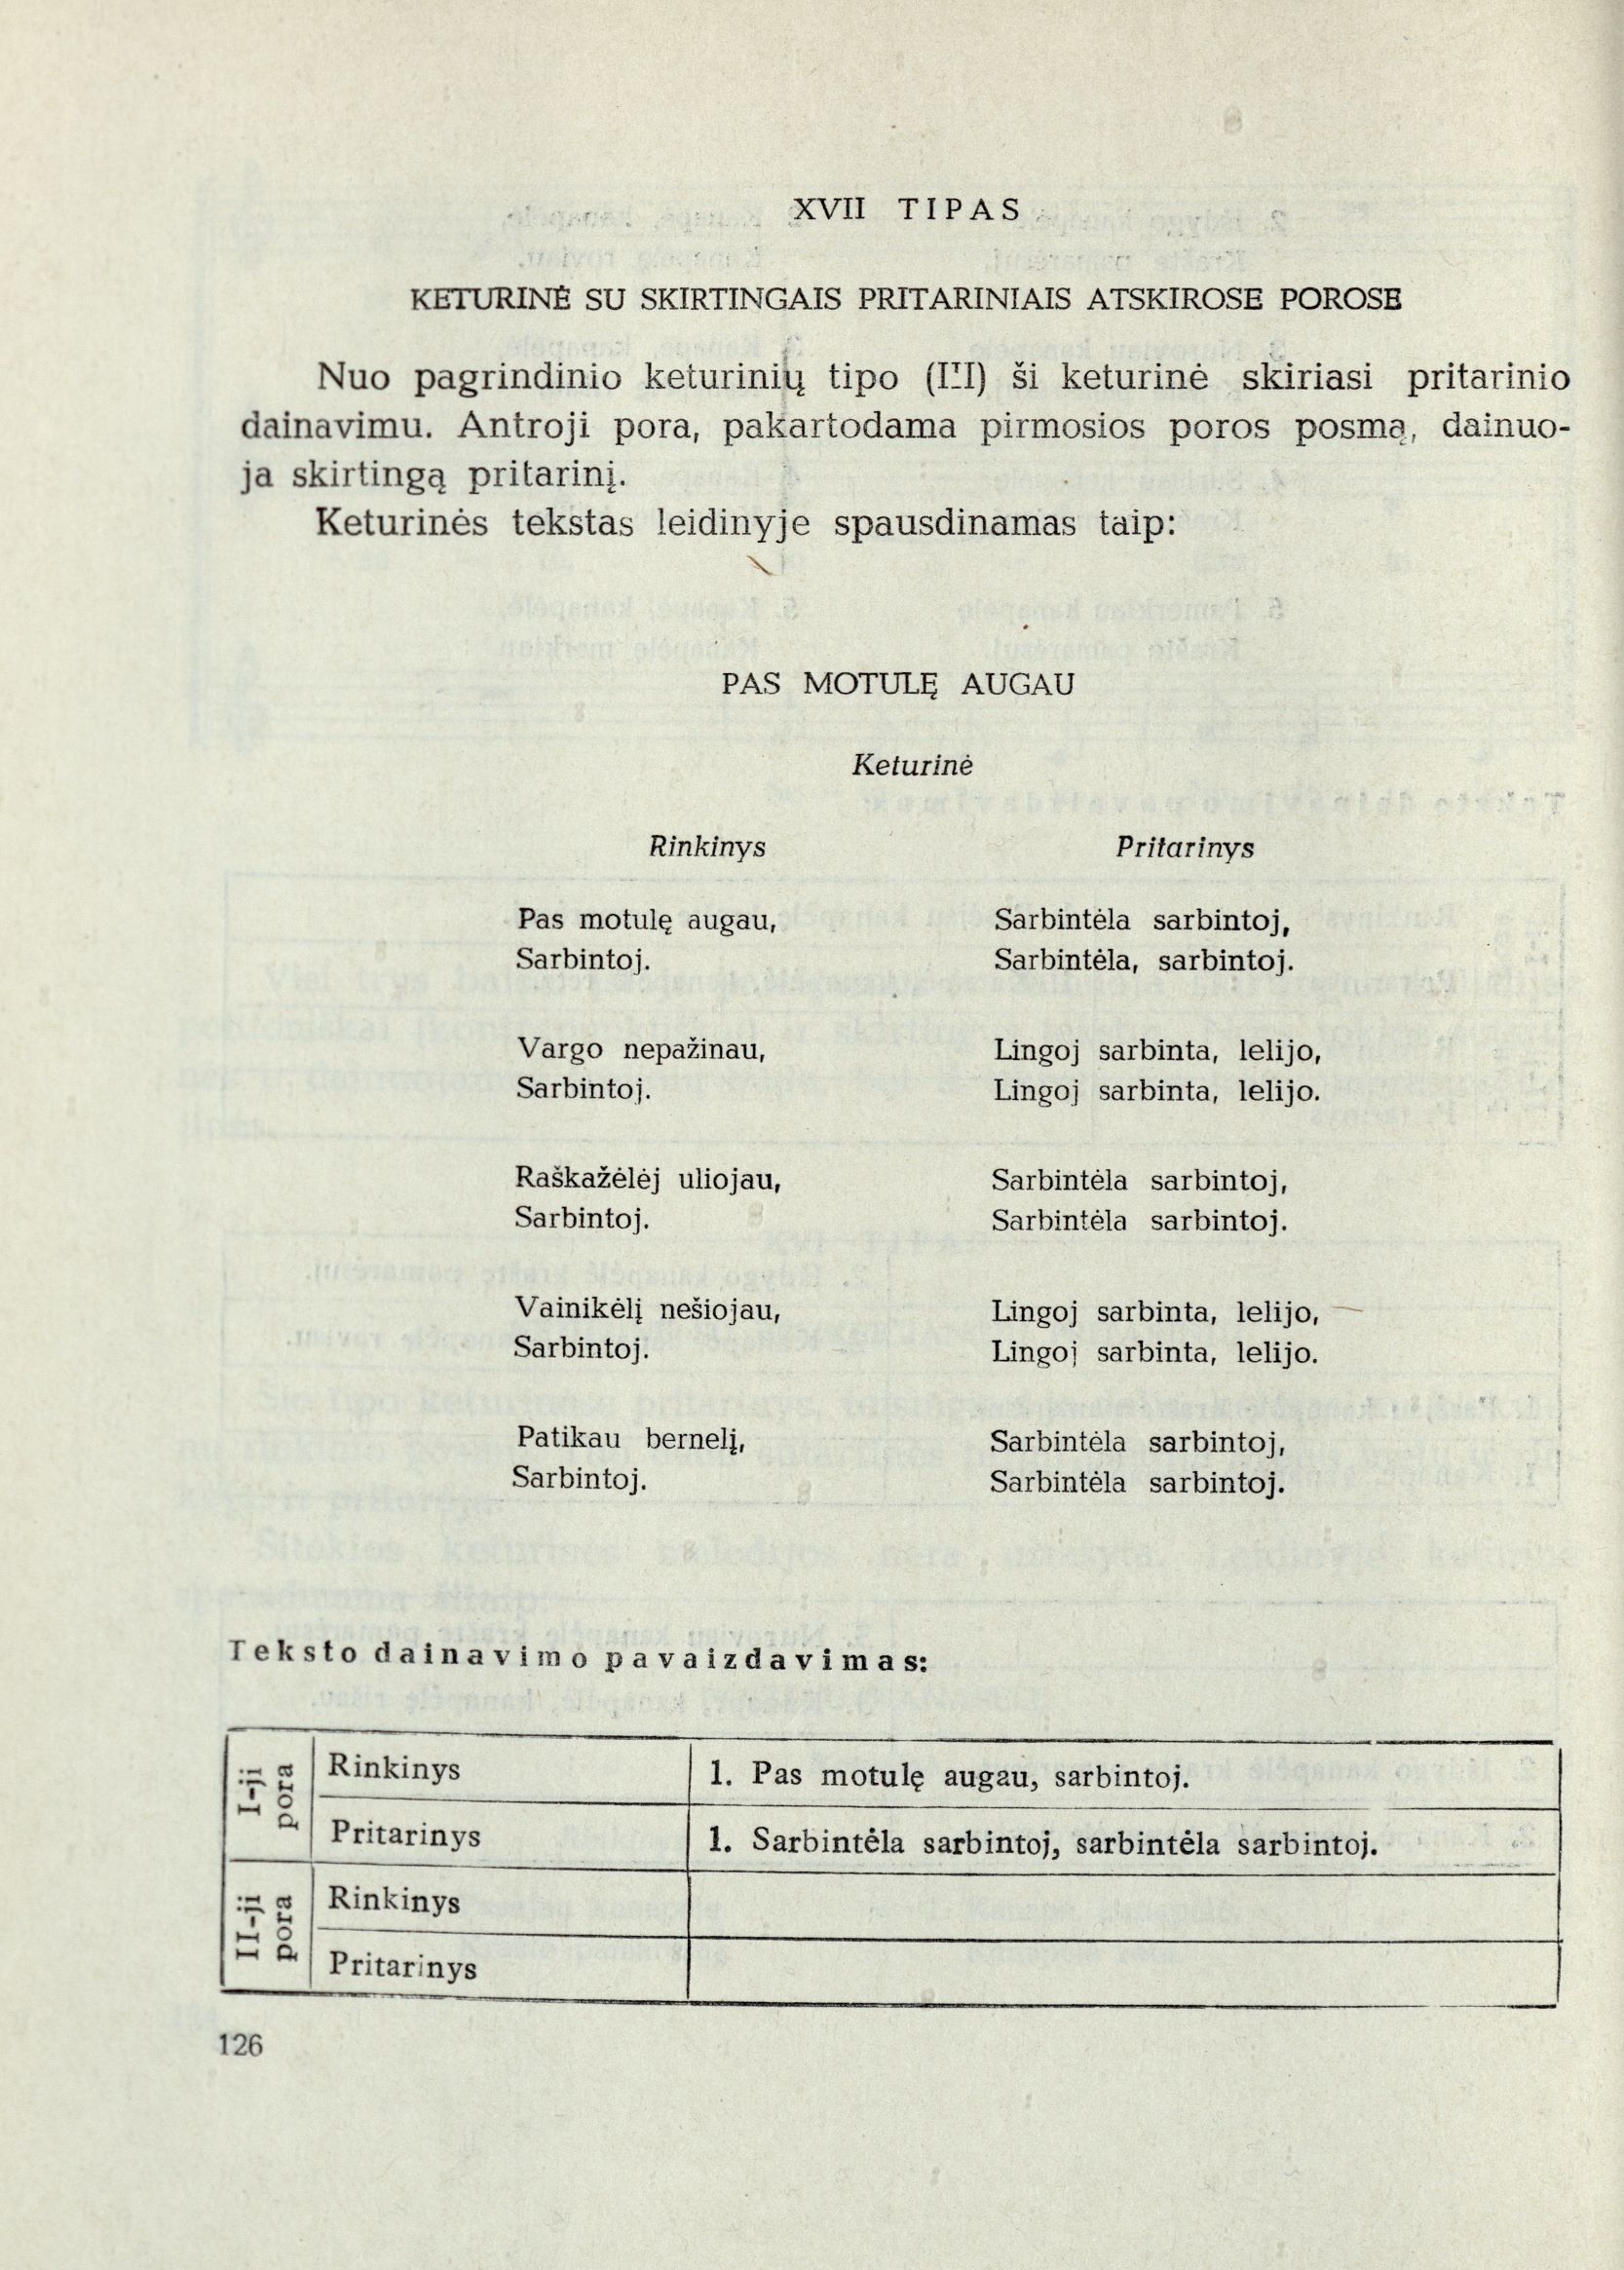 XVII TIPAS
KETURINĖ SU SKIRTINGAIS PRITARINIAIS ATSKIROSE POROSE
Nuo pagrindinio keturinių tipo (III) ši keturinė skiriasi pritarinio
dainavimu. Antroji pora, pakartodama pirmosios poros posmą, dainuo-
ja skirtingą pritarinį.
Keturinės tekstas leidinyje spausdinamas taip:
PAS MOTULĘ AUGAU
Keturinė
Rinkinys Pritarinys
Pas motulę augau, Sarbintėla sarbintoj,
Sarbintoj. Sarbintėla, sarbintoj.
Vargo nepažinau, Lingoj sarbinta, lelijo,
Sarbintoj. Lingoj sarbinta, lelijo.
Raškažėlėj uliojau, Sarbintėla sarbintoj,
Sarbintoj. Sarbintėla sarbintoj.
Vainikėlį nešiojau, Lingoj sarbinta, lelijo,
Sarbintoj. Lingoj sarbinta, lelijo.
Patikau bernelį, Sarbintėla sarbintoj,
Sarbintoj. Sarbintėla sarbintoj.
Teksto dainavimo pavaizdavimas:
I-ji pora
Rinkinys 1. Pas motulę augau, sarbintoj.
Pritarinys 1. Sarbintėla sarbintoj, sarbintėla sarbintoj.
II-ji pora
Rinkinys
Pritarinys
126